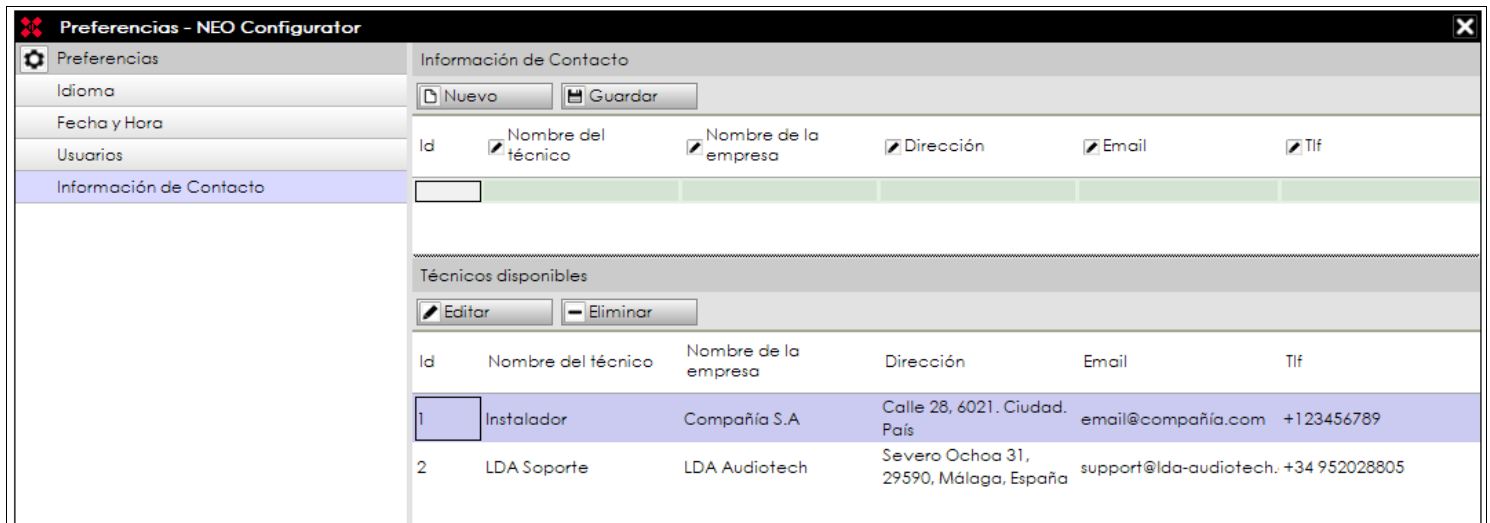 Preferencias - NEO Configurator
Preferencias
Idioma
Fecha y Hora
Usuarios
Información de Contacto
Información de Contacto
Nuevo
Guardar
Id
Nombre del
técnico
Nombre de la
empresa
Dirección
Email
Tlf
Técnicos disponibles
Editar
Eliminar
Id
Nombre del técnico
Nombre de la
empresa
Dirección
Email
Tlf
1
Instalador
Compañía S.A
Calle 28, 6021. Ciudad.
País
email@compañía.com
+123456789
2
LDA Soporte
LDA Audiotech
Severo Ochoa 31,
29590, Málaga, España
support@lda-audiotech.
+34 952028805